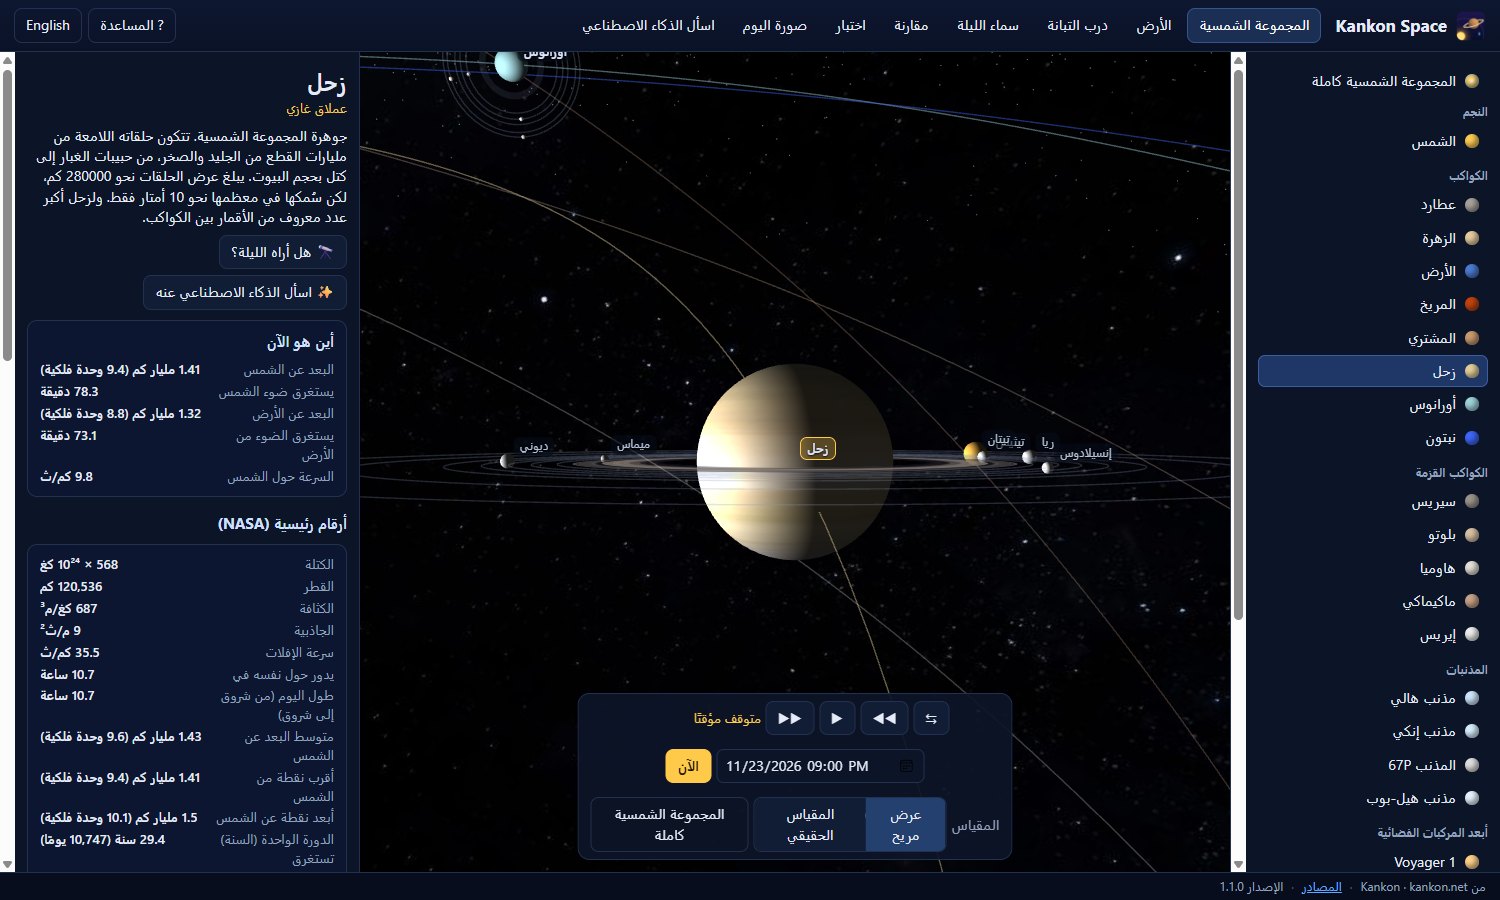 Kankon Space
المجموعة الشمسية
الأرض
درب التبانة
سماء الليلة
مقارنة
اختبار
صورة اليوم
اسأل الذكاء الاصطناعي
? المساعدة
English
المجموعة الشمسية كاملة
النجم
الشمس
الكواكب
عطارد
الزهرة
الأرض
المريخ
المشتري
زحل
أورانوس
نبتون
الكواكب القزمة
سيريس
بلوتو
هاوميا
ماكيماكي
إيريس
المذنبات
مذنب هالي
مذنب إنكي
المذنب 67P
مذنب هيل-بوب
أبعد المركبات الفضائية
Voyager 1
أورانوس
زحل
ديوني
ميماس
تيتان
ريا
إنسيلادوس
متوقف مؤقتًا
11/23/2026 09:00 PM
الآن
المقياس
عرض مريح
المقياس الحقيقي
المجموعة الشمسية كاملة
زحل
عملاق غازي
جوهرة المجموعة الشمسية. تتكون حلقاته اللامعة من
مليارات القطع من الجليد والصخر، من حبيبات الغبار إلى
كتل بحجم البيوت. يبلغ عرض الحلقات نحو 280000 كم،
لكن سُمكها في معظمها نحو 10 أمتار فقط. ولزحل أكبر
عدد معروف من الأقمار بين الكواكب.
هل أراه الليلة؟
اسأل الذكاء الاصطناعي عنه
أين هو الآن
البعد عن الشمس 1.41 مليار كم (9.4 وحدة فلكية)
يستغرق ضوء الشمس 78.3 دقيقة
البعد عن الأرض 1.32 مليار كم (8.8 وحدة فلكية)
يستغرق الضوء من الأرض 73.1 دقيقة
السرعة حول الشمس 9.8 كم/ث
أرقام رئيسية (NASA)
الكتلة 568 × 10²⁴ كغ
القطر 120,536 كم
الكثافة 687 كغ/م³
الجاذبية 9 م/ث²
سرعة الإفلات 35.5 كم/ث
يدور حول نفسه في 10.7 ساعة
طول اليوم (من شروق إلى شروق) 10.7 ساعة
متوسط البعد عن الشمس 1.43 مليار كم (9.6 وحدة فلكية)
أقرب نقطة من الشمس 1.41 مليار كم (9.4 وحدة فلكية)
أبعد نقطة عن الشمس 1.5 مليار كم (10.1 وحدة فلكية)
الدورة الواحدة (السنة) تستغرق 29.4 سنة (10,747 يومًا)
من Kankon · kankon.net · المصادر · الإصدار 1.1.0